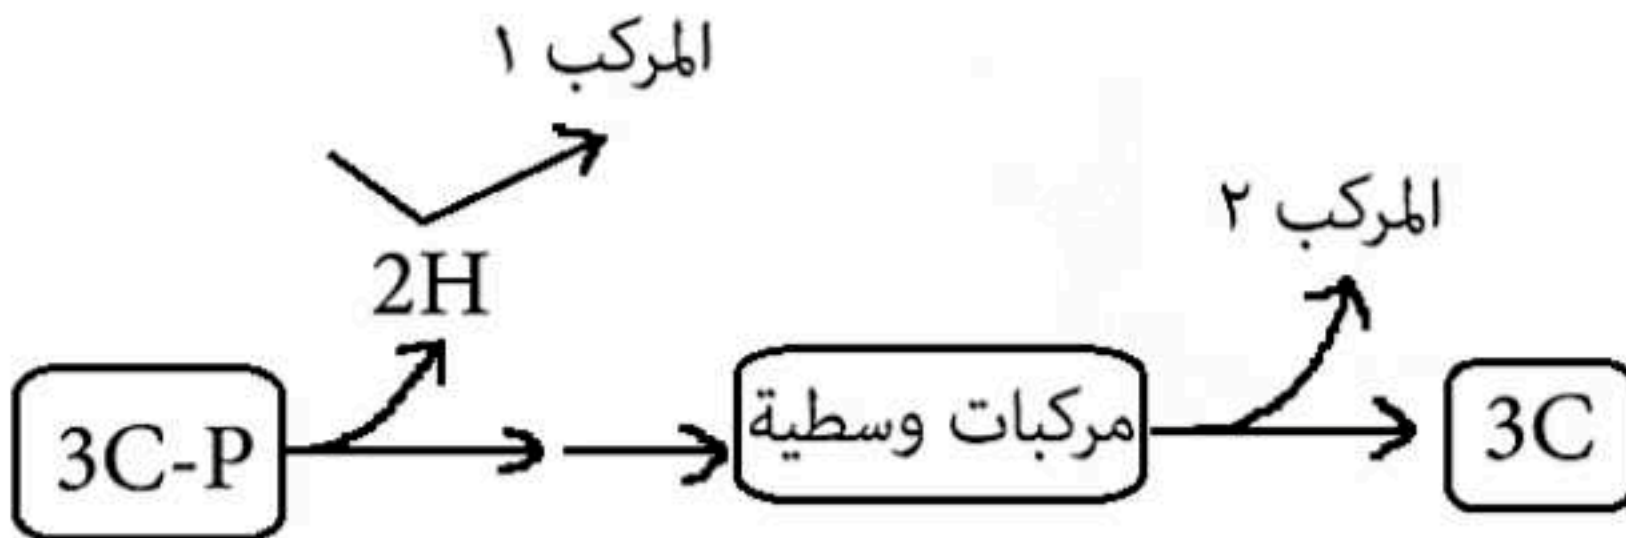 المركب ١
المركب ٢
2H
3C-P
مركبات وسطية
3C